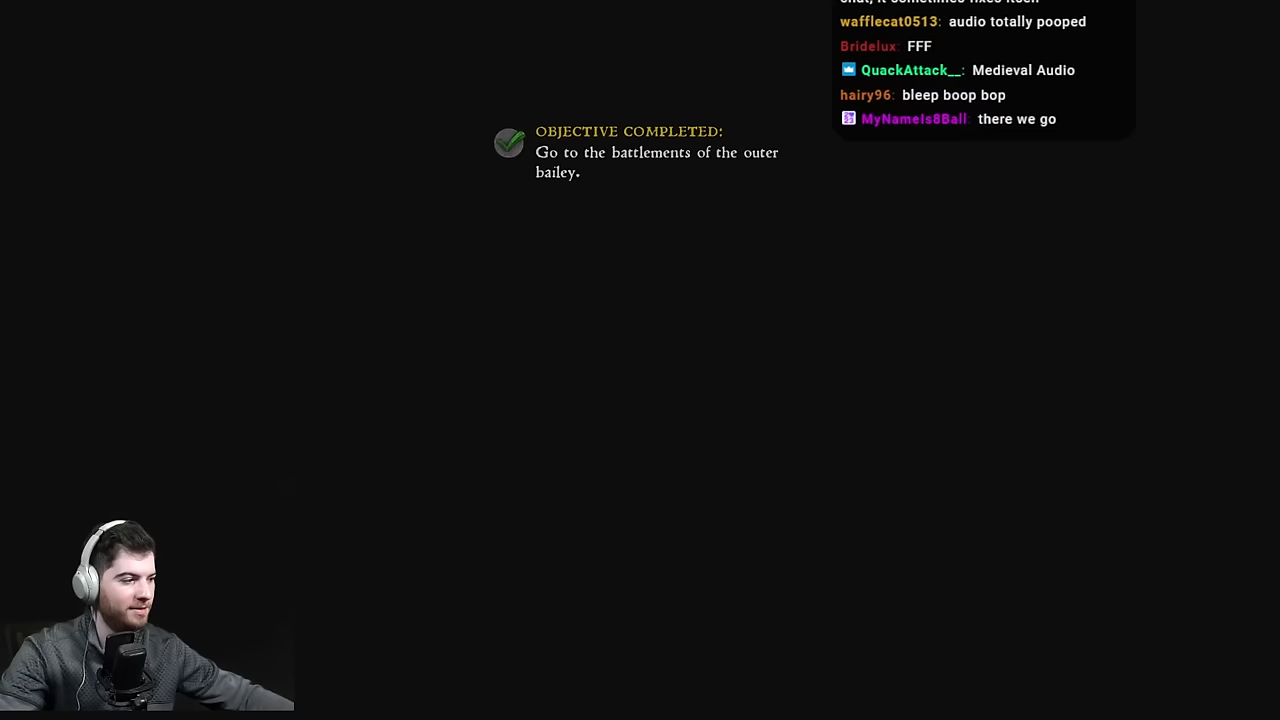 wafflecat0513: audio totally pooped
Bridelux: FFF
QuackAttack__: Medieval Audio
hairy96: bleep boop bop
MyNameIs8Ball: there we go
OBJECTIVE COMPLETED:
Go to the battlements of the outer
bailey.